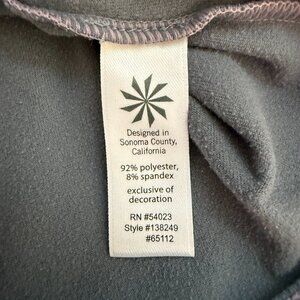 Designed in
Sonoma County,
California
92% polyester,
8% spandex
exclusive of
decoration
RN #54023
Style #138249
#65112